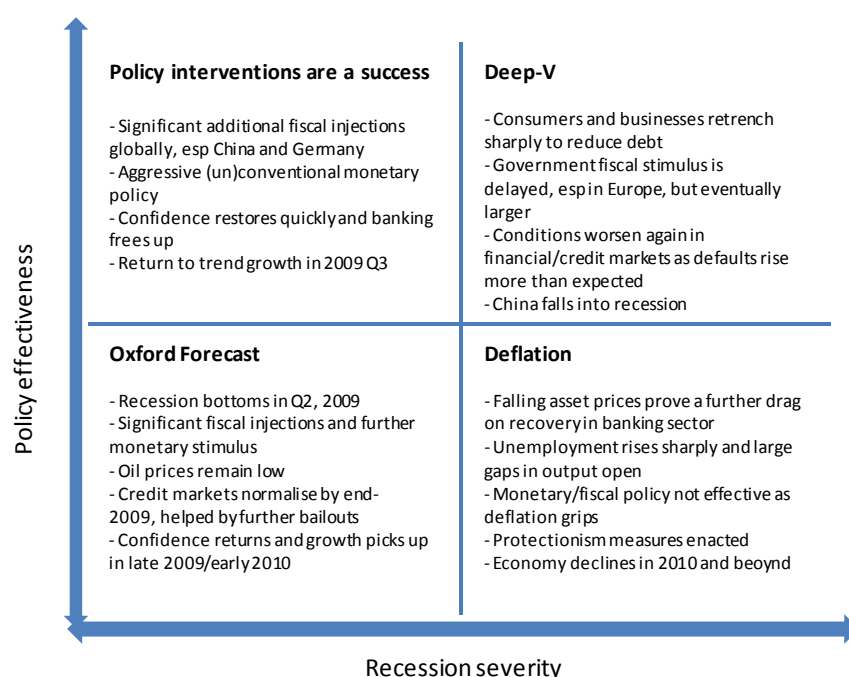 Policy interventions are a success
- Significant additional fiscal injections
globally, esp China and Germany
- Aggressive (un)conventional monetary
policy
- Confidence restores quickly and banking
frees up
- Return to trend growth in 2009 Q3
Deep-V
- Consumers and businesses retrench
sharply to reduce debt
- Government fiscal stimulus is
delayed, esp in Europe, but eventually
larger
- Conditions worsen again in
financial/credit markets as defaults rise
more than expected
- China falls into recession
Policy effectiveness
Oxford Forecast
- Recession bottoms in Q2, 2009
- Significant fiscal injections and further
monetary stimulus
- Oil prices remain low
- Credit markets normalise by end-
2009, helped by further bailouts
- Confidence returns and growth picks up
in late 2009/early 2010
Deflation
- Falling asset prices prove a further drag
on recovery in banking sector
- Unemployment rises sharply and large
gaps in output open
- Monetary/fiscal policy not effective as
deflation grips
- Protectionism measures enacted
- Economy declines in 2010 and beoynd
Recession severity